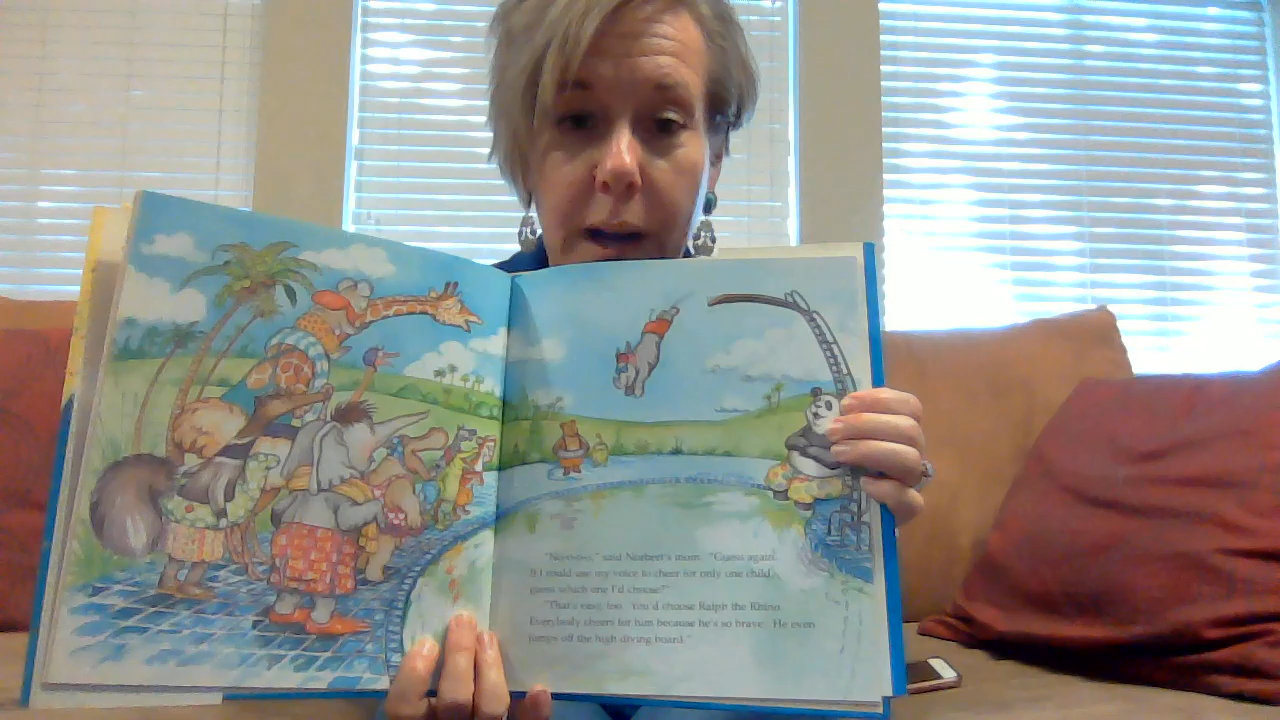 "No-o-o-o," said Norbert's mom. "Guess again.
If I could use my voice to cheer for only one child,
guess which one I'd choose?"
"That's easy, too. You'd choose Ralph the Rhino.
Everybody cheers for him because he's so brave. He even
jumps off the high diving board."